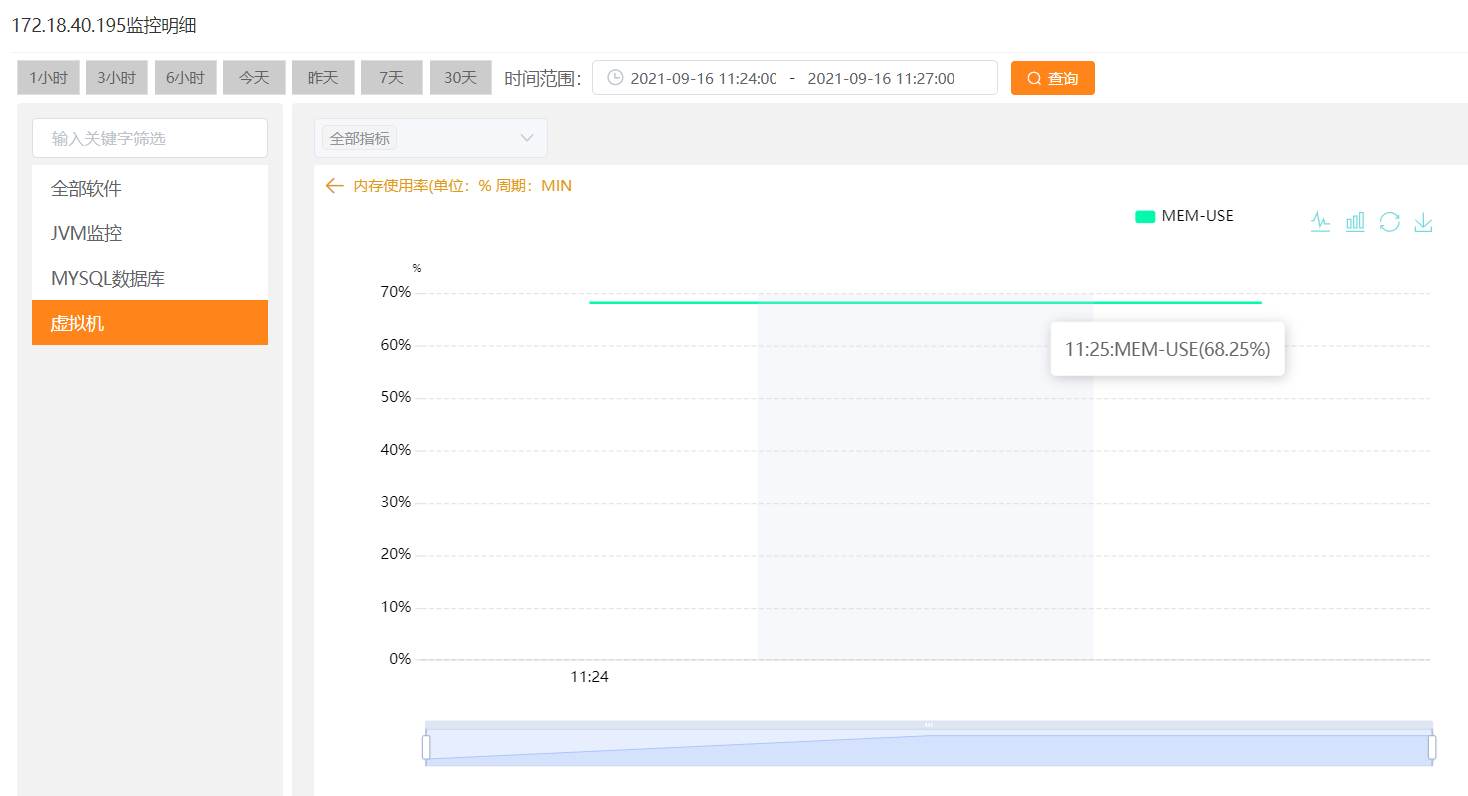 172.18.40.195监控明细
1小时 3小时 6小时 今天 昨天 7天 30天 时间范围： 2021-09-16 11:24:00 - 2021-09-16 11:27:00 查询
输入关键字筛选
全部软件
JVM监控
MYSQL数据库
虚拟机
全部指标
内存使用率(单位：% 周期：MIN
MEM-USE
%
70%
60%
50%
40%
30%
20%
10%
0%
11:25:MEM-USE(68.25%)
11:24